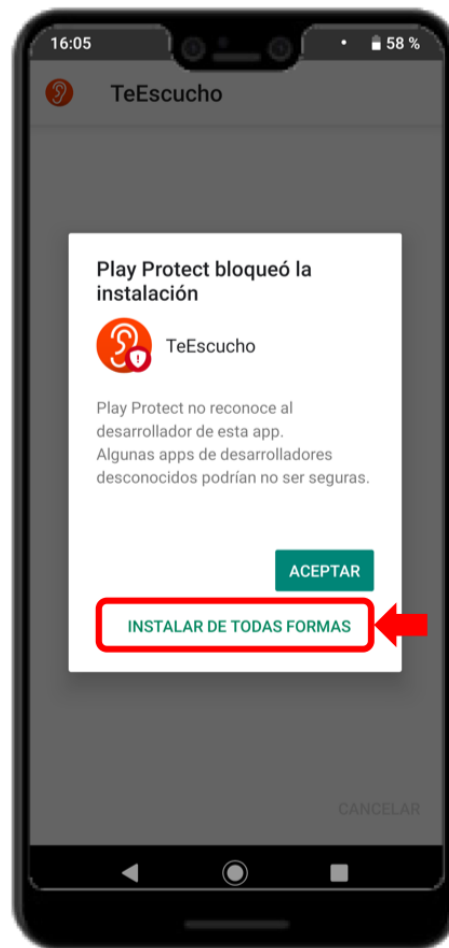 16:05
58 %
TeEscucho
Play Protect bloqueó la
instalación
TeEscucho
Play Protect no reconoce al
desarrollador de esta app.
Algunas apps de desarrolladores
desconocidos podrían no ser seguras.
ACEPTAR
INSTALAR DE TODAS FORMAS
CANCELAR